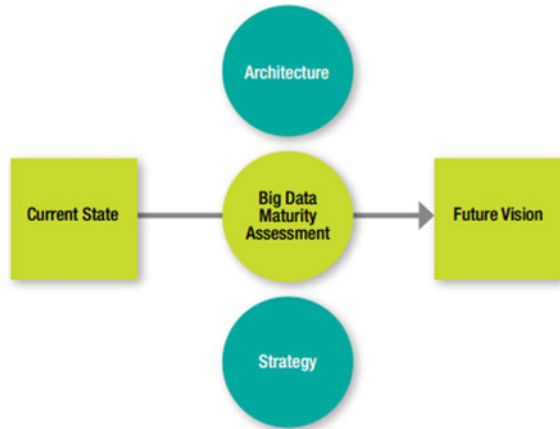 Architecture
Current State
Big Data
Maturity
Assessment
Future Vision
Strategy